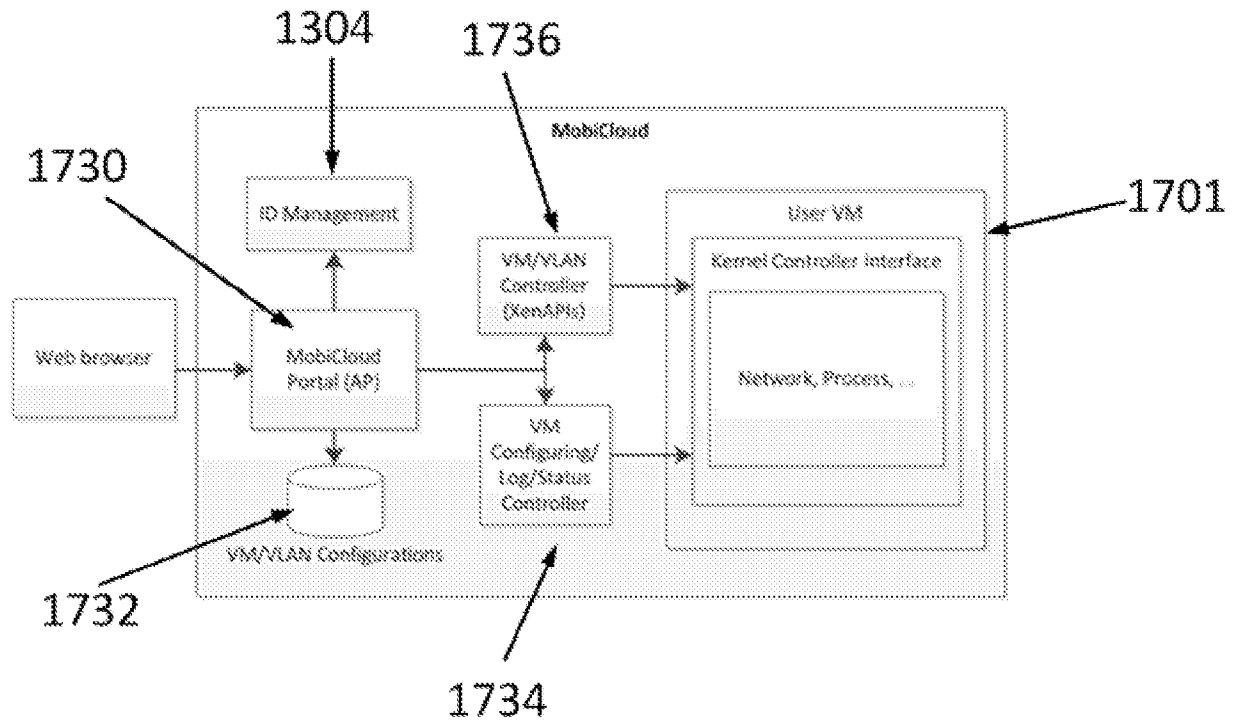 1304
1736
MobiCloud
1730
1701
ID Management
User VM
VM/VLAN
Controller
(XenAPIs)
Kernel Controller Interface
Web browser
MobiCloud
Portal (AP)
Network, Process, ...
VM
Configuring/
Log/Status
Controller
VM/VLAN Configurations
1732
1734